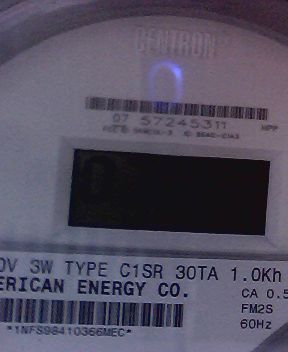 CENTRON
07 57245311
0V 3W TYPE C1SR 30TA 1.0Kh
ERICAN ENERGY CO.
CA 0.5
FM2S
*1NFS98410366MEC*
60Hz